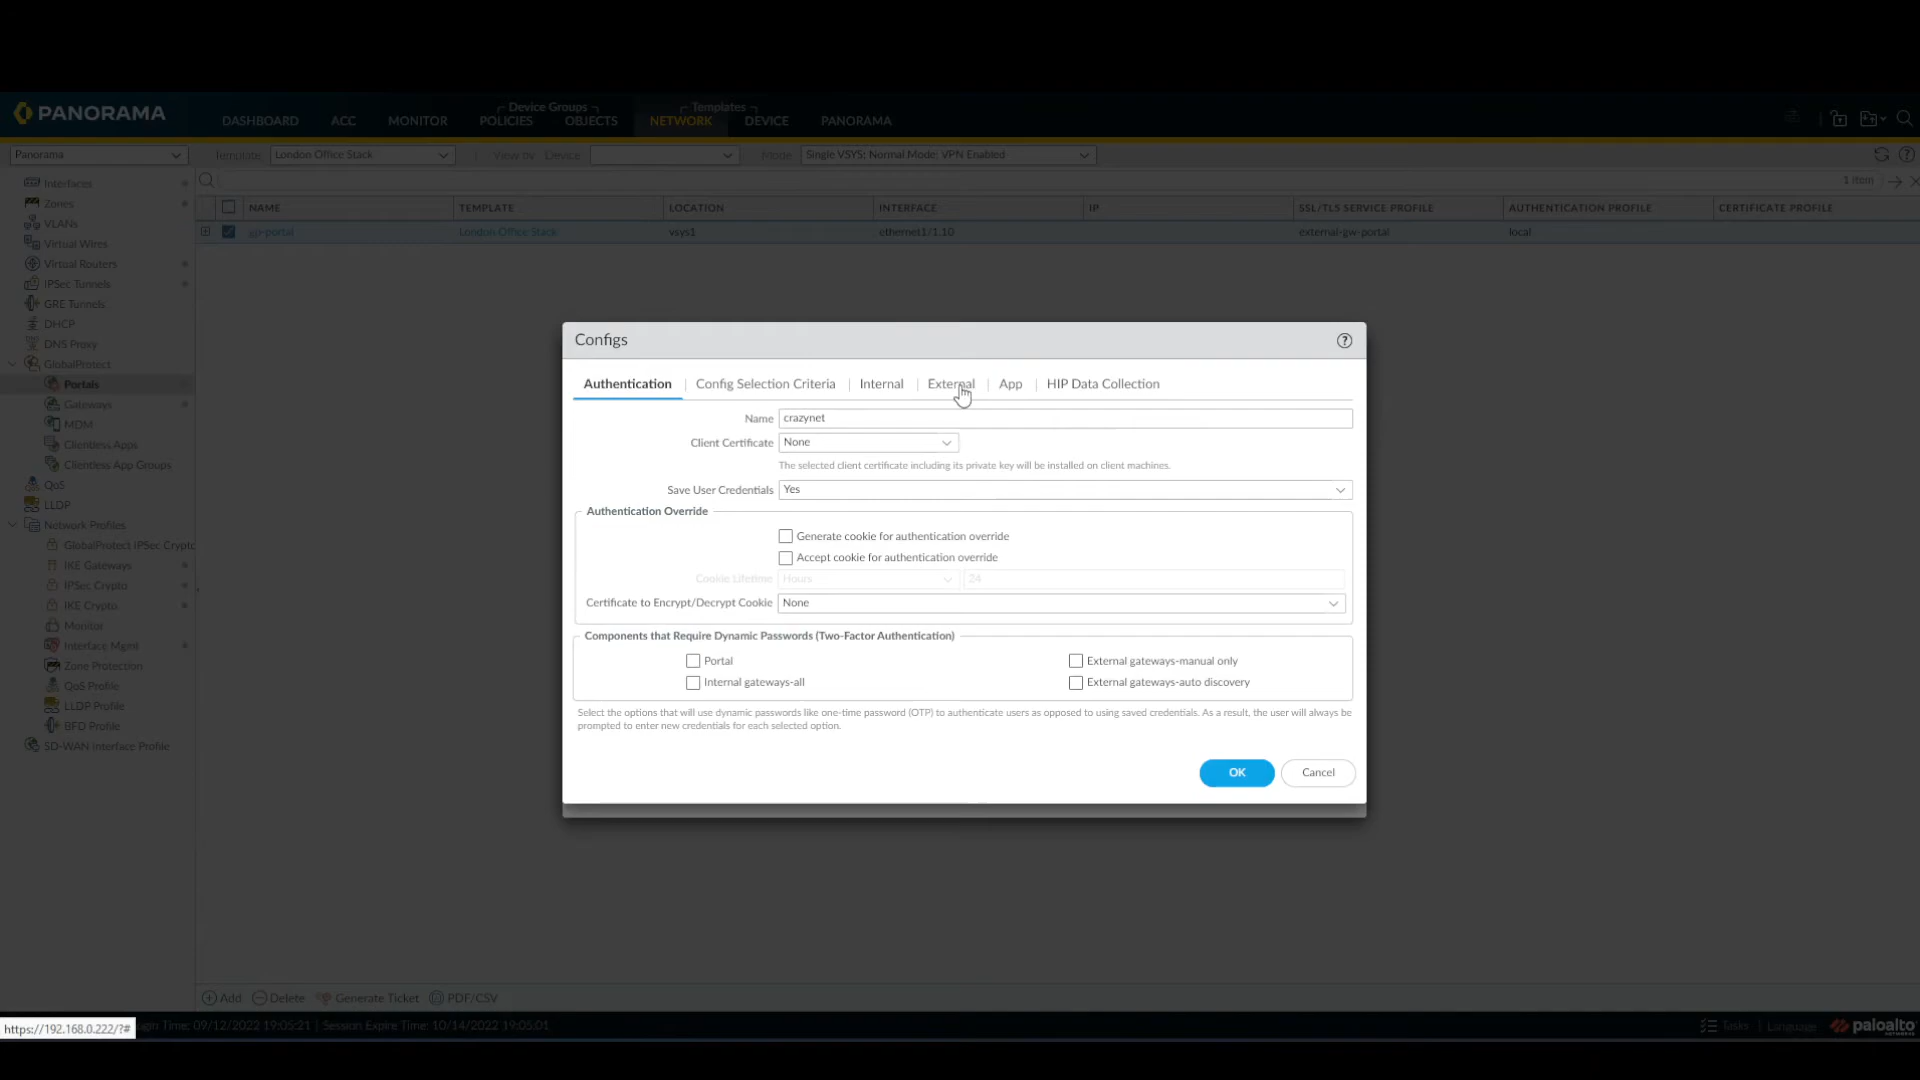 PANORAMA
DASHBOARD ACC MONITOR
Device Groups
POLICIES OBJECTS
Templates
NETWORK DEVICE
PANORAMA
Panorama
Template London Office Stack View by Device Mode Single VSYS; Normal Mode; VPN Enabled
1 item
Interfaces
Zones
VLANs
Virtual Wires
Virtual Routers
IPSec Tunnels
GRE Tunnels
DHCP
DNS Proxy
GlobalProtect
Portals
Gateways
MDM
Clientless Apps
Clientless App Groups
QoS
LLDP
Network Profiles
GlobalProtect IPSec Crypto
IKE Gateways
IPSec Crypto
IKE Crypto
Monitor
Interface Mgmt
Zone Protection
QoS Profile
LLDP Profile
BFD Profile
SD-WAN Interface Profile
NAME TEMPLATE LOCATION INTERFACE IP SSL/TLS SERVICE PROFILE AUTHENTICATION PROFILE CERTIFICATE PROFILE
gp-portal London Office Stack vsys1 ethernet1/1.10 external-gw-portal local
Configs
Authentication Config Selection Criteria Internal External App HIP Data Collection
Name crazynet
Client Certificate None
The selected client certificate including its private key will be installed on client machines.
Save User Credentials Yes
Authentication Override
Generate cookie for authentication override
Accept cookie for authentication override
Cookie Lifetime Hours 24
Certificate to Encrypt/Decrypt Cookie None
Components that Require Dynamic Passwords (Two-Factor Authentication)
Portal External gateways-manual only
Internal gateways-all External gateways-auto discovery
Select the options that will use dynamic passwords like one-time password (OTP) to authenticate users as opposed to using saved credentials. As a result, the user will always be
prompted to enter new credentials for each selected option.
OK Cancel
Add Delete Generate Ticket PDF/CSV
https://192.168.0.222/?# Time: 09/12/2022 19:05:21 | Session Expire Time: 10/14/2022 19:05:01
Tasks | Language paloalto
NETWORKS